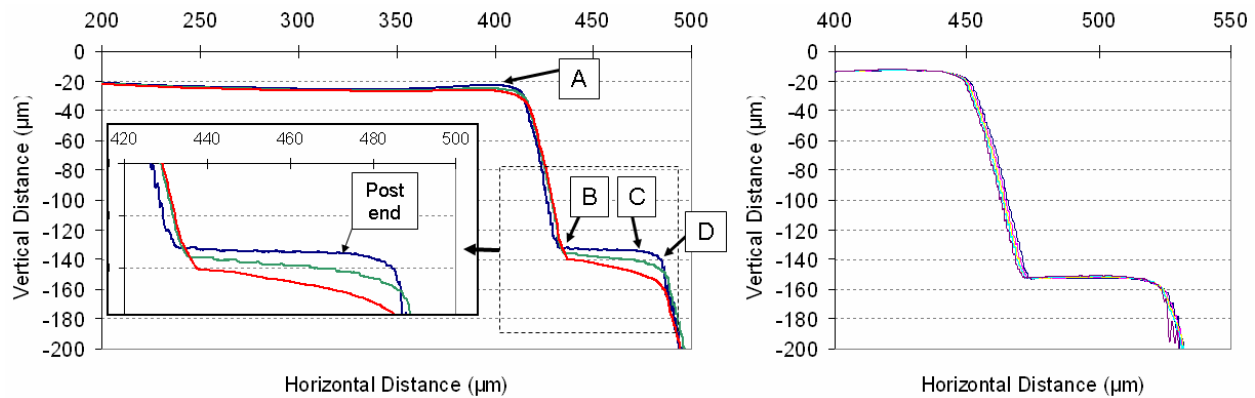 200 250 300 350 400 450 500
0
-20
-40
-60
-80
-100
-120
-140
-160
-180
-200
Vertical Distance (µm)
Horizontal Distance (µm)
A
B
C
D
420 440 460 480 500
Post
end
400 450 500 550
0
-20
-40
-60
-80
-100
-120
-140
-160
-180
-200
Vertical Distance (µm)
Horizontal Distance (µm)